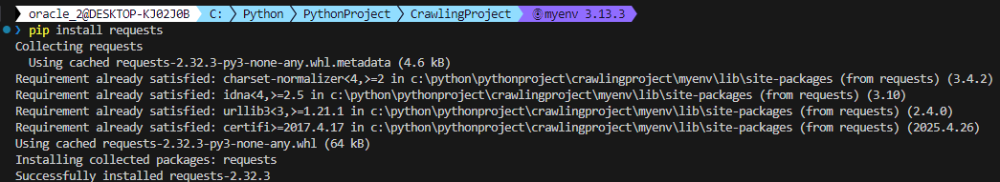 oracle_2@DESKTOP-KJ02J0B C: Python PythonProject CrawlingProject myenv 3.13.3
❯ pip install requests
Collecting requests
  Using cached requests-2.32.3-py3-none-any.whl.metadata (4.6 kB)
Requirement already satisfied: charset-normalizer<4,>=2 in c:\python\pythonproject\crawlingproject\myenv\lib\site-packages (from requests) (3.4.2)
Requirement already satisfied: idna<4,>=2.5 in c:\python\pythonproject\crawlingproject\myenv\lib\site-packages (from requests) (3.10)
Requirement already satisfied: urllib3<3,>=1.21.1 in c:\python\pythonproject\crawlingproject\myenv\lib\site-packages (from requests) (2.4.0)
Requirement already satisfied: certifi>=2017.4.17 in c:\python\pythonproject\crawlingproject\myenv\lib\site-packages (from requests) (2025.4.26)
Using cached requests-2.32.3-py3-none-any.whl (64 kB)
Installing collected packages: requests
Successfully installed requests-2.32.3